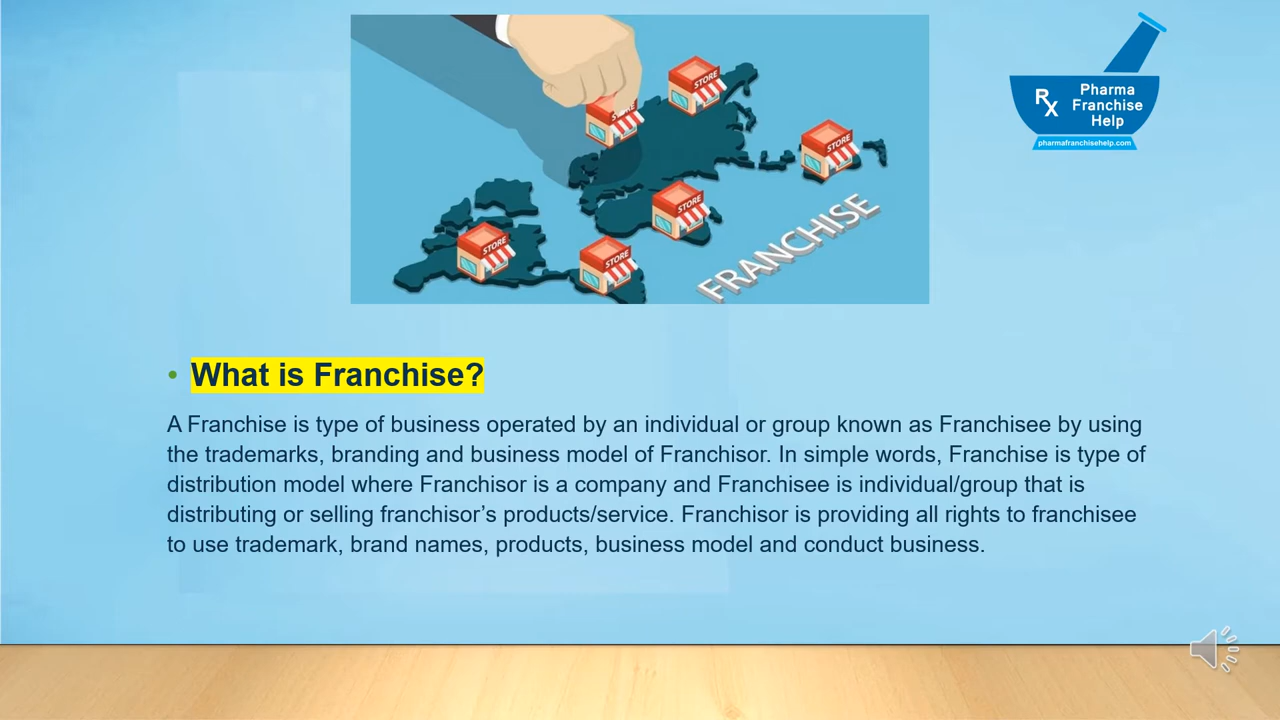 STORE
STORE
STORE
STORE
STORE
FRANCHISE
Rx
Pharma
Franchise
Help
pharmafranchisehelp.com
• What is Franchise?
A Franchise is type of business operated by an individual or group known as Franchisee by using
the trademarks, branding and business model of Franchisor. In simple words, Franchise is type of
distribution model where Franchisor is a company and Franchisee is individual/group that is
distributing or selling franchisor’s products/service. Franchisor is providing all rights to franchisee
to use trademark, brand names, products, business model and conduct business.